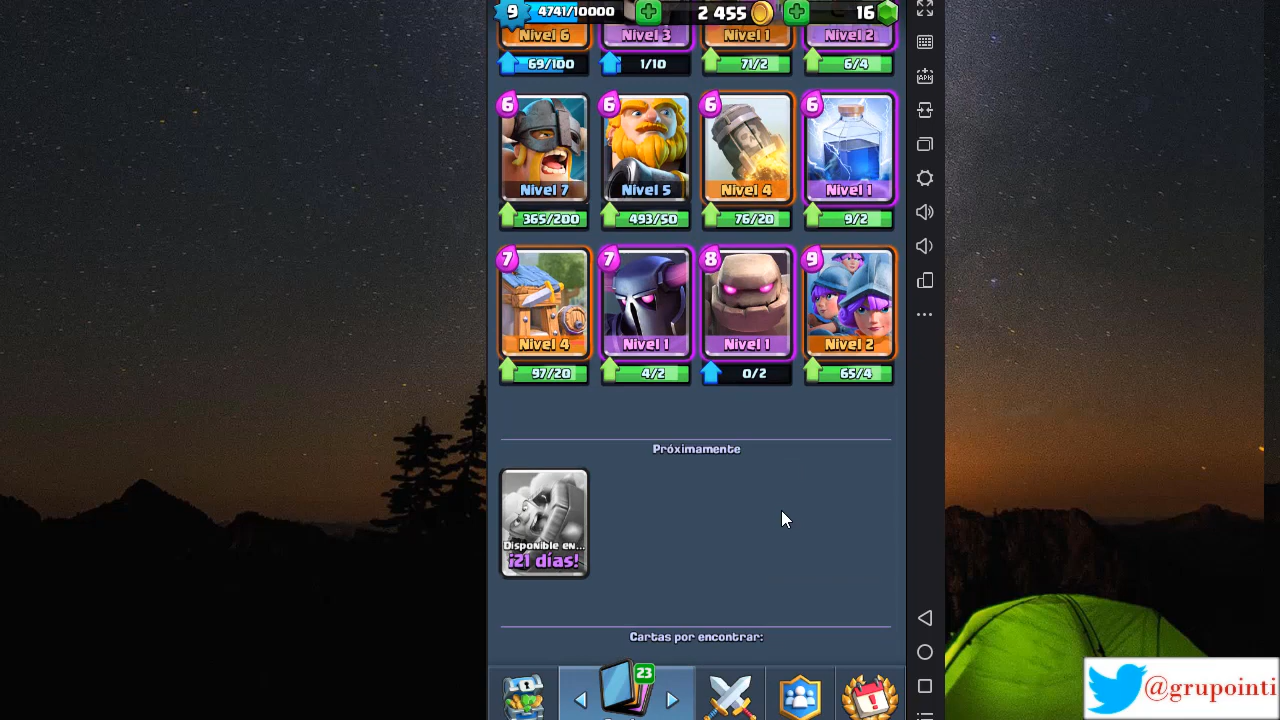 9 4741/10000 2 455 16
Nivel 6 Nivel 3 Nivel 1 Nivel 2
69/100 1/10 71/2 6/4
APK
6 6 6 6
Nivel 7 Nivel 5 Nivel 4 Nivel 1
365/200 493/50 76/20 9/2
7 7 8 9
Nivel 4 Nivel 1 Nivel 1 Nivel 2
97/20 4/2 0/2 65/4
Próximamente
Disponible en...
¡21 días!
Cartas por encontrar:
23
@grupointi